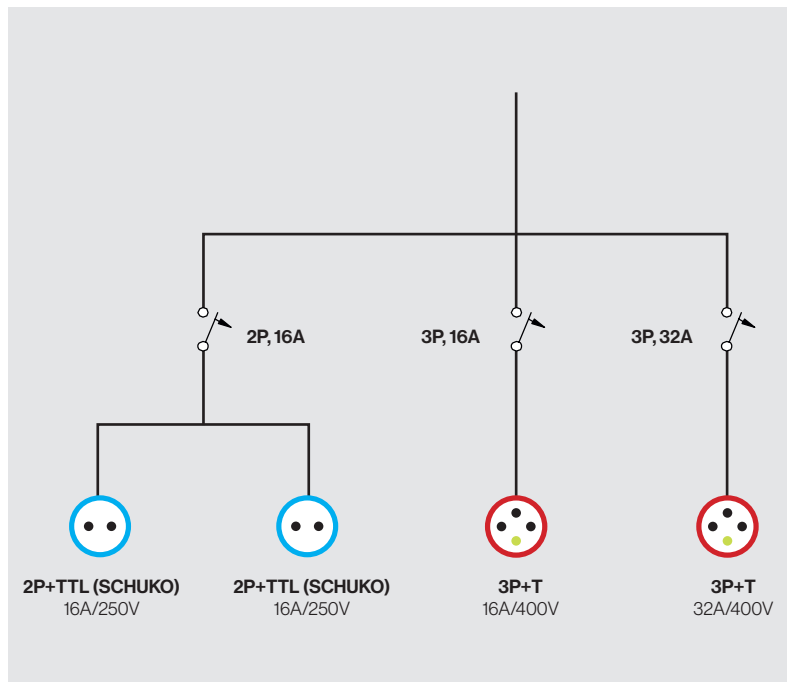 2P, 16A
3P, 16A
3P, 32A
2P+TTL (SCHUKO)
16A/250V
2P+TTL (SCHUKO)
16A/250V
3P+T
16A/400V
3P+T
32A/400V